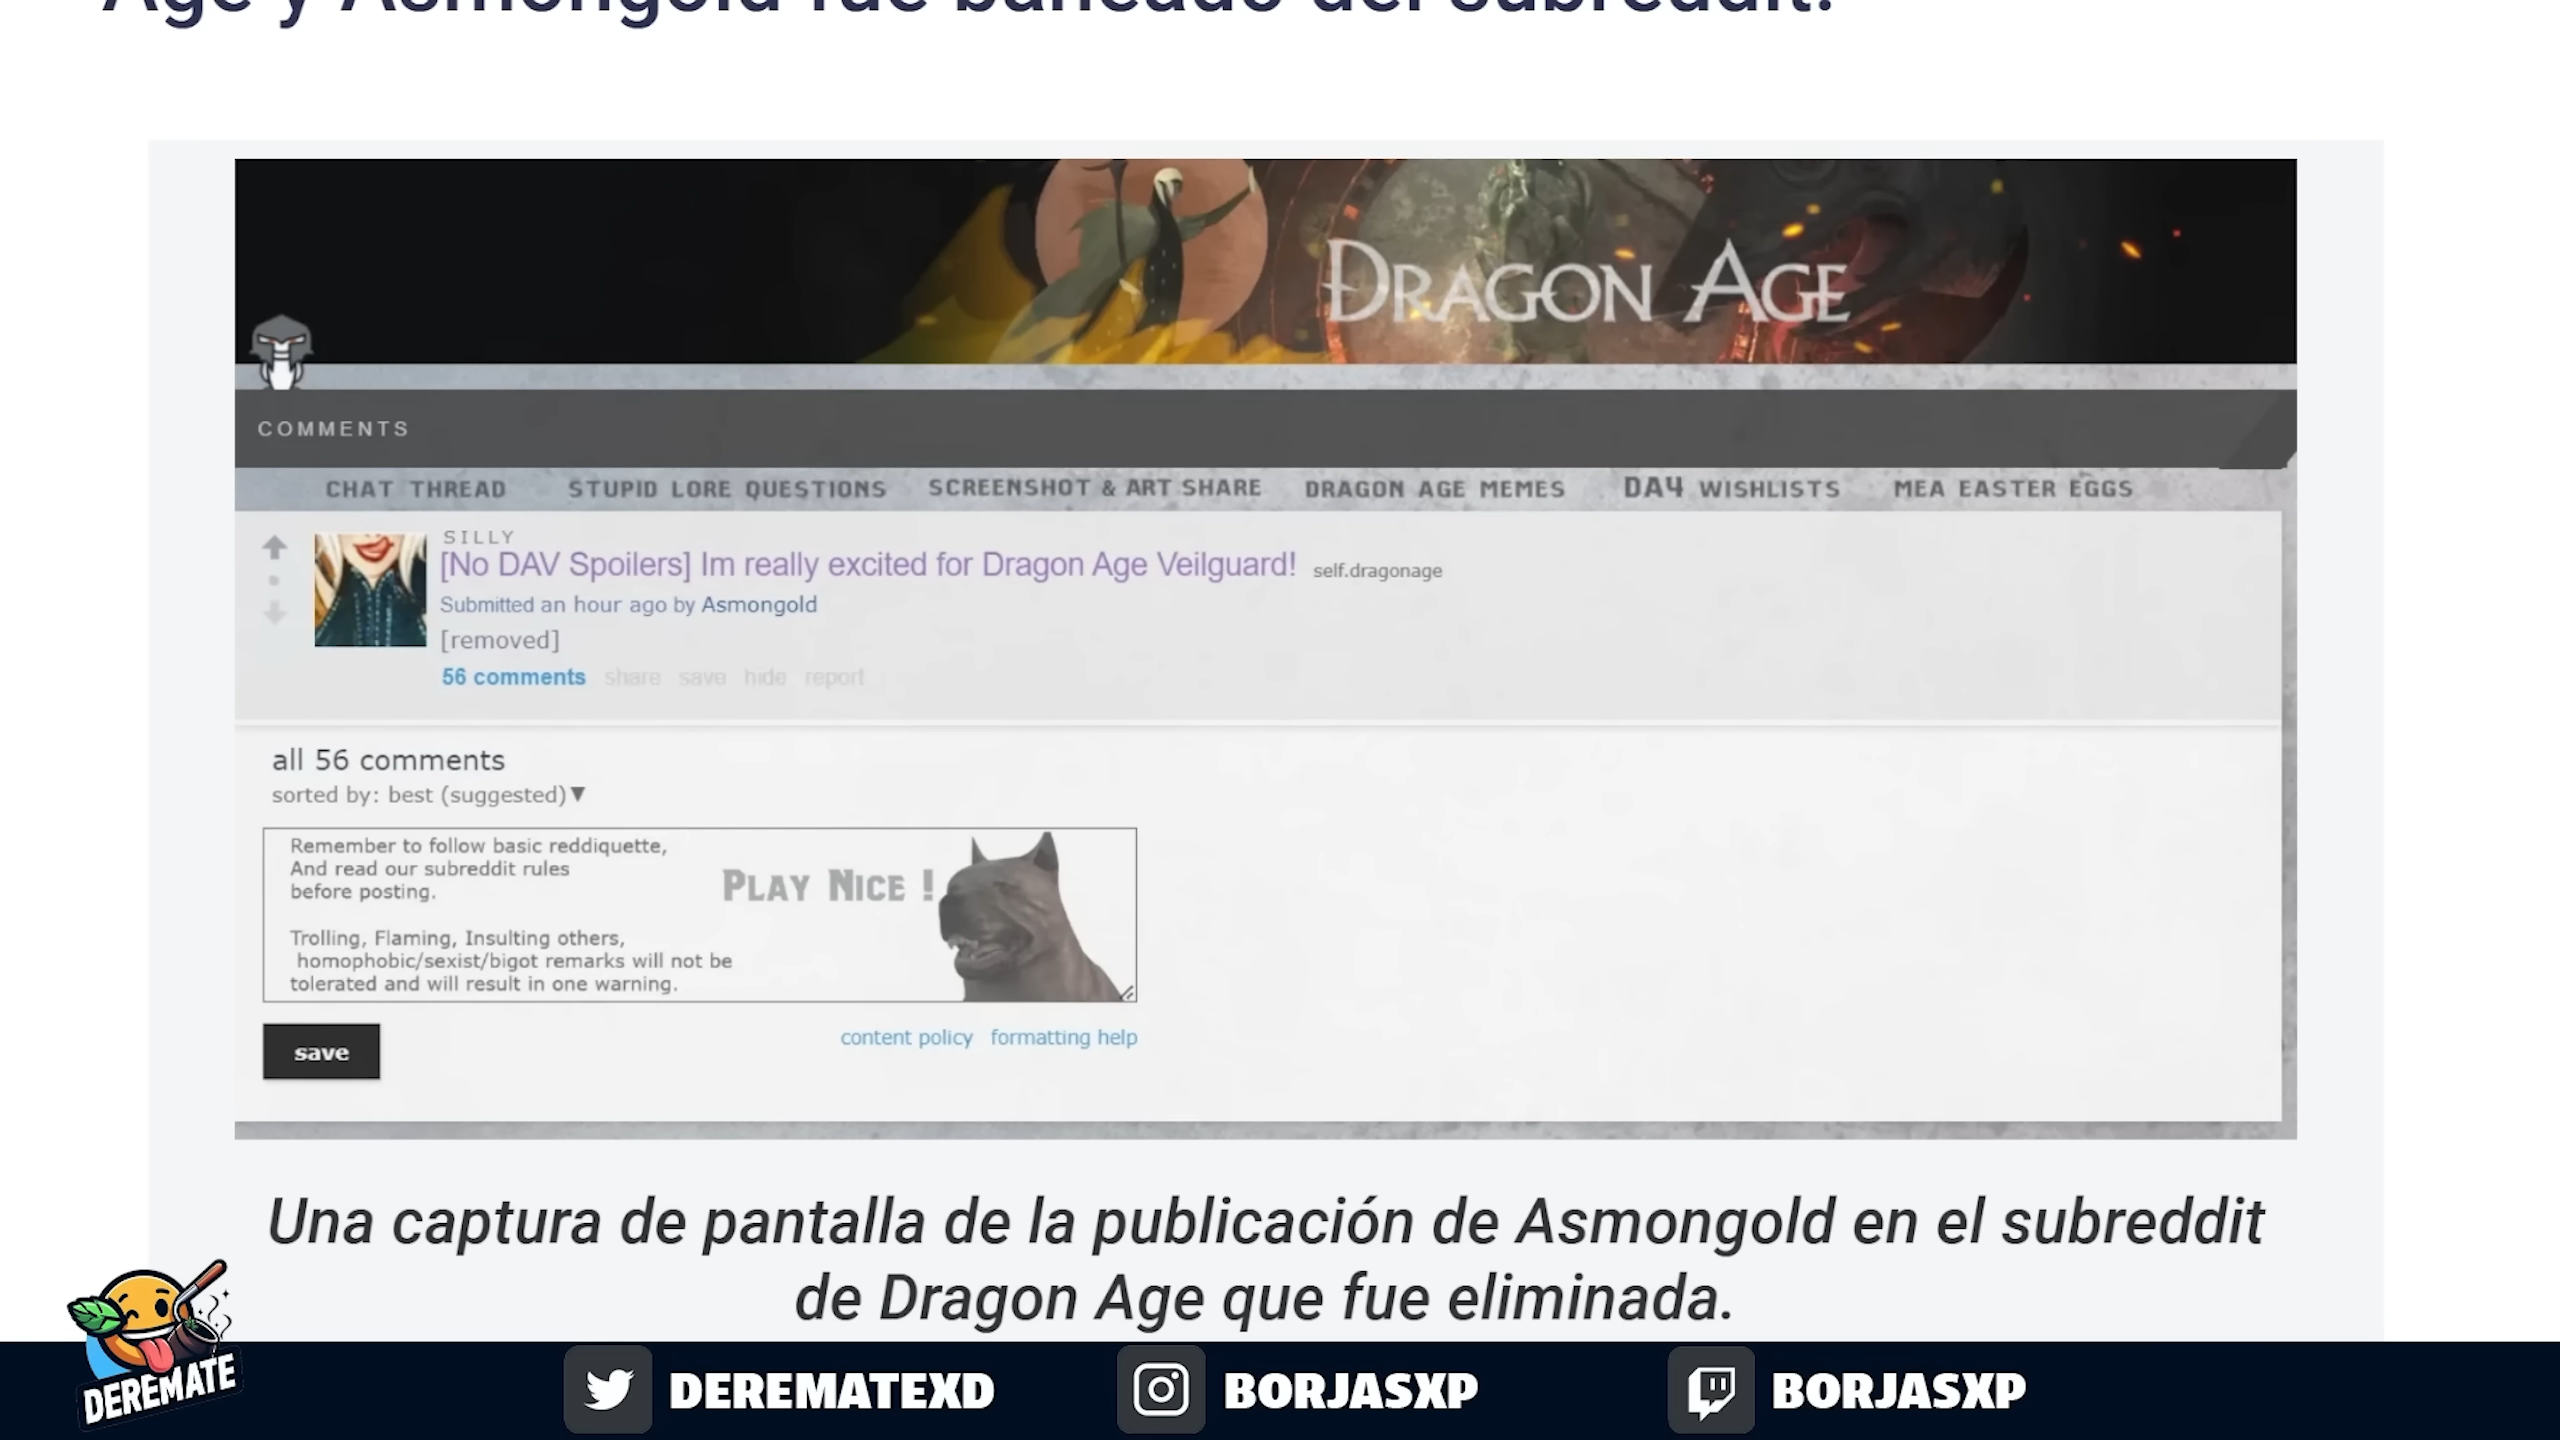 Age y Asmongold fue baneado del subreddit!
DRAGON AGE
COMMENTS
CHAT THREAD STUPID LORE QUESTIONS SCREENSHOT & ART SHARE DRAGON AGE MEMES DA4 WISHLISTS MEA EASTER EGGS
SILLY
[No DAV Spoilers] Im really excited for Dragon Age Veilguard! self.dragonage
Submitted an hour ago by Asmongold
[removed]
56 comments share save hide report
all 56 comments
sorted by: best (suggested)▼
Remember to follow basic reddiquette,
And read our subreddit rules
before posting.
PLAY NICE !
Trolling, Flaming, Insulting others,
homophobic/sexist/bigot remarks will not be
tolerated and will result in one warning.
save
content policy formatting help
Una captura de pantalla de la publicación de Asmongold en el subreddit
de Dragon Age que fue eliminada.
DEREMATE
DEREMATEXD
BORJASXP
BORJASXP